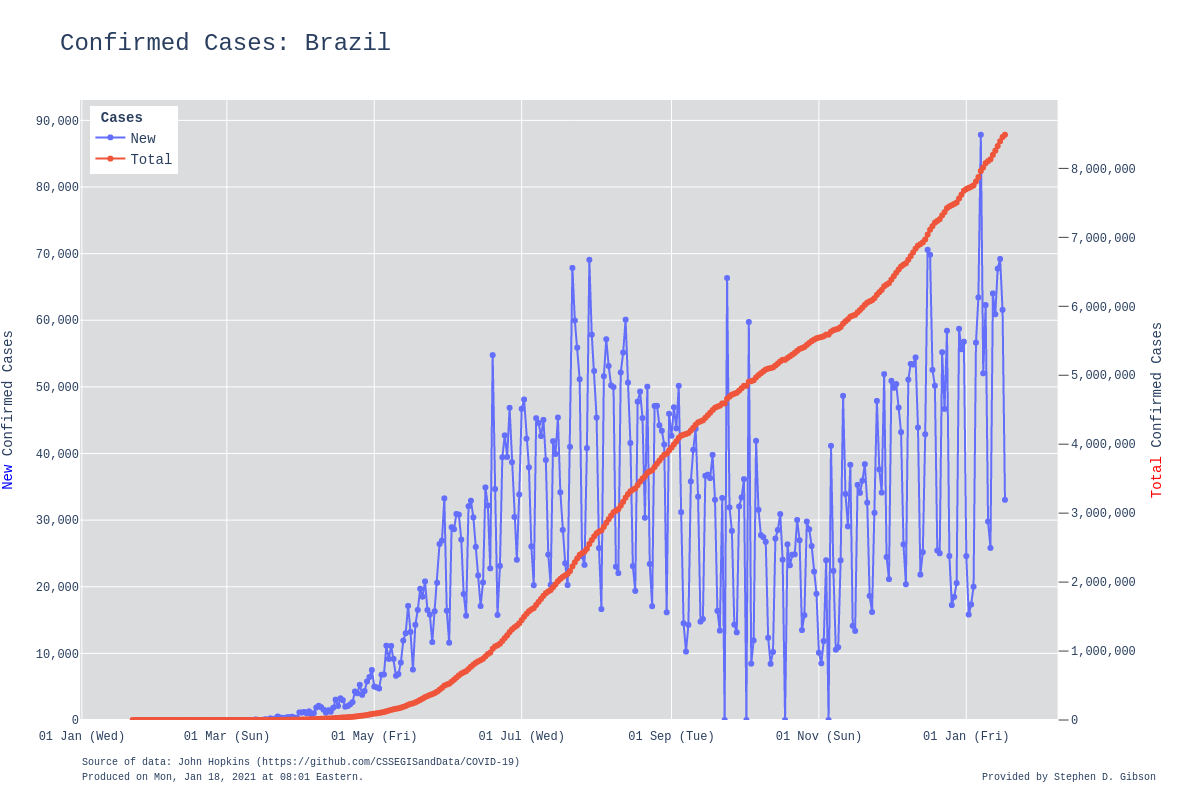 Confirmed Cases: Brazil
Cases
New
Total
90,000
80,000
70,000
60,000
50,000
40,000
30,000
20,000
10,000
0
8,000,000
7,000,000
6,000,000
5,000,000
4,000,000
3,000,000
2,000,000
1,000,000
0
New Confirmed Cases
Total Confirmed Cases
01 Jan (Wed) 01 Mar (Sun) 01 May (Fri) 01 Jul (Wed) 01 Sep (Tue) 01 Nov (Sun) 01 Jan (Fri)
Source of data: John Hopkins (https://github.com/CSSEGISandData/COVID-19)
Produced on Mon, Jan 18, 2021 at 08:01 Eastern.
Provided by Stephen D. Gibson